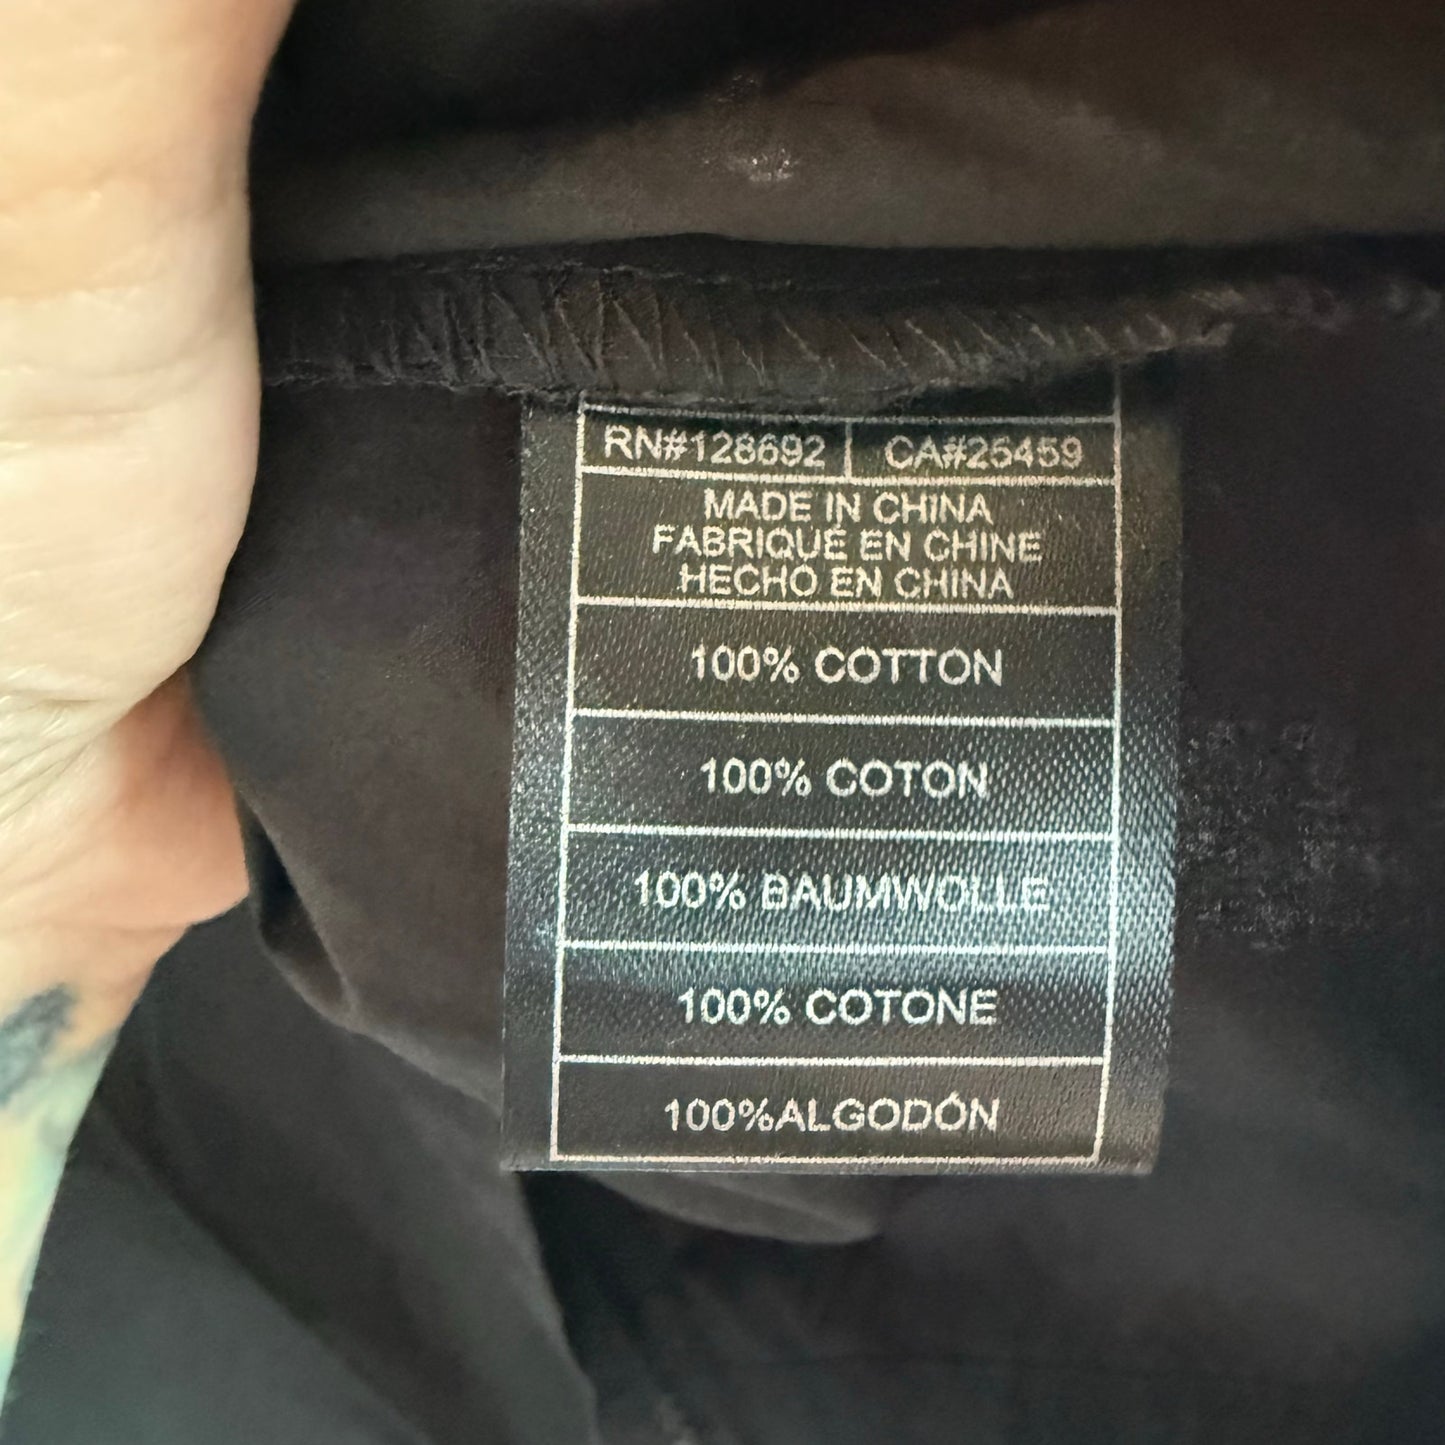 RN#128692 CA#25459
MADE IN CHINA
FABRIQUÉ EN CHINE
HECHO EN CHINA
100% COTTON
100% COTON
100% BAUMWOLLE
100% COTONE
100%ALGODÓN